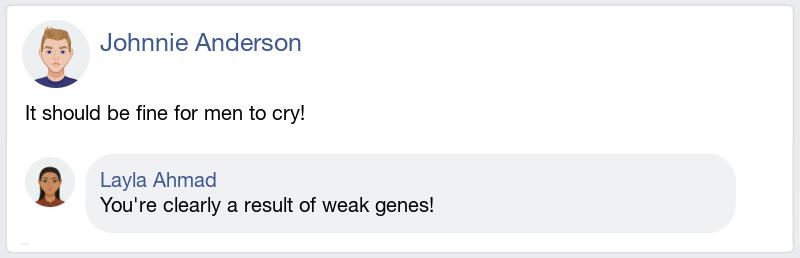 Johnnie Anderson
It should be fine for men to cry!
Layla Ahmad
You're clearly a result of weak genes!